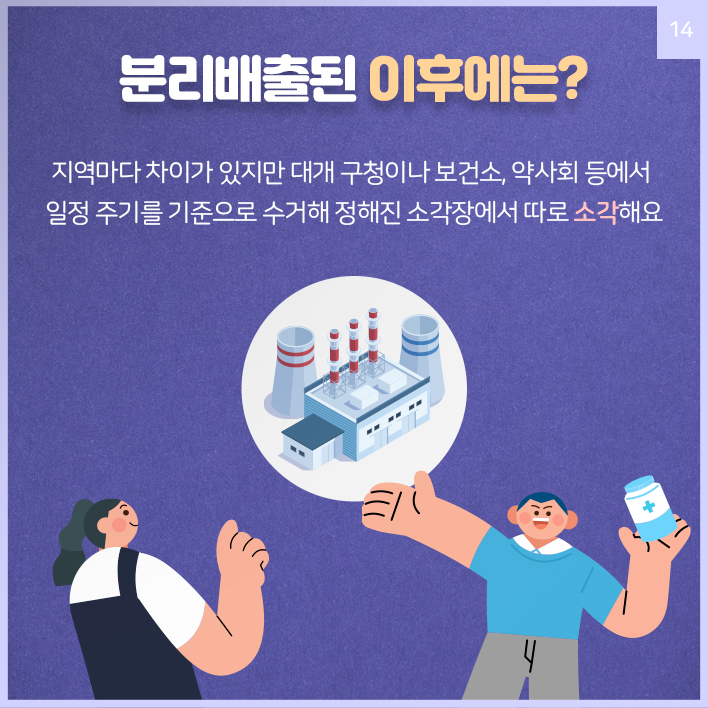 14
분리배출된 이후에는?
지역마다 차이가 있지만 대개 구청이나 보건소, 약사회 등에서
일정 주기를 기준으로 수거해 정해진 소각장에서 따로 소각해요